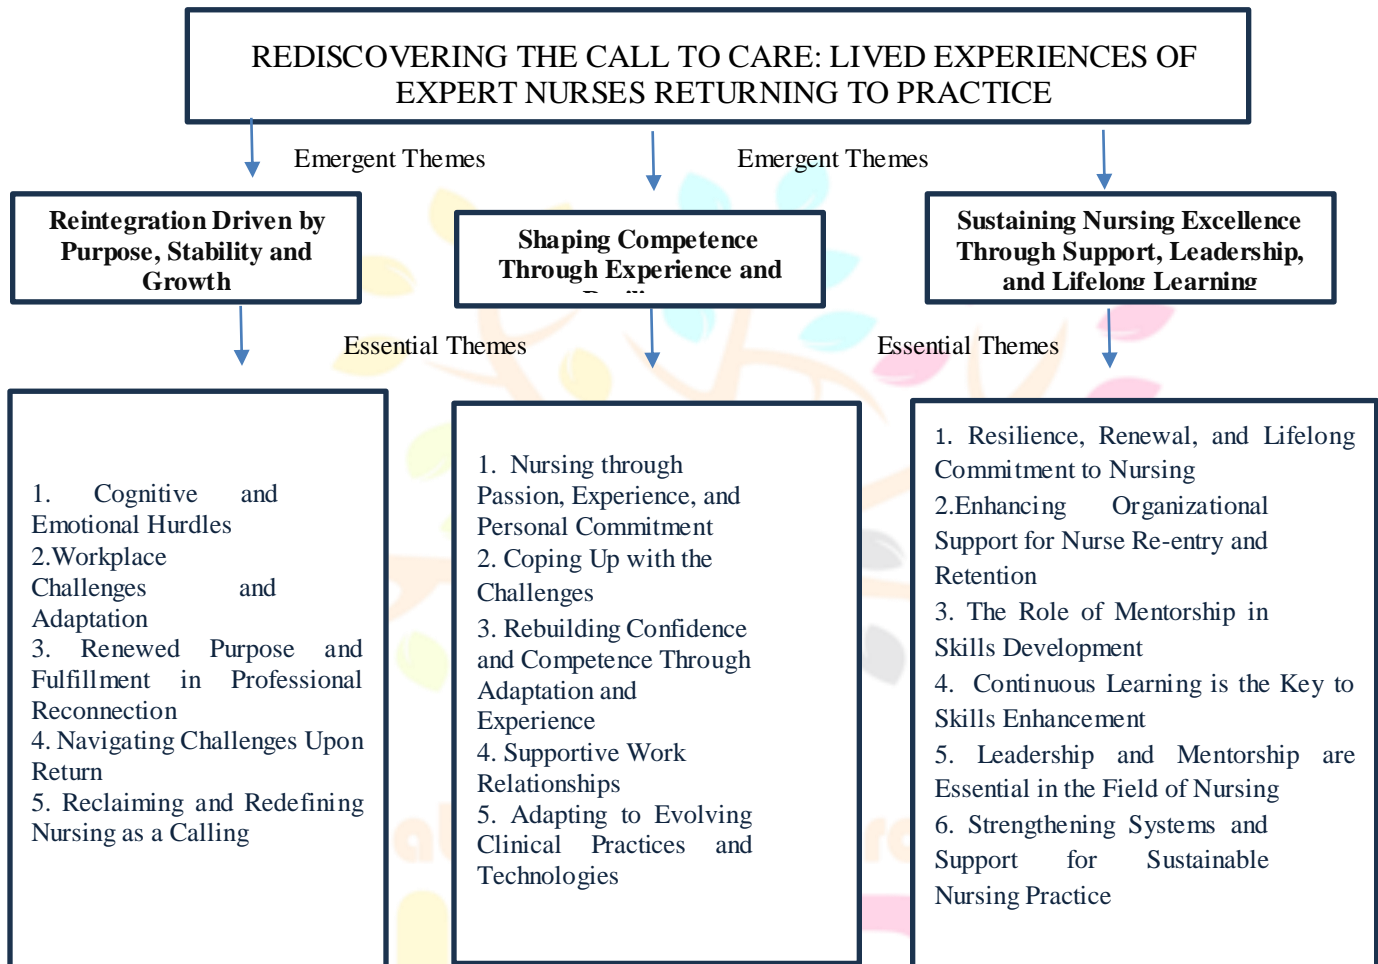 REDISCOVERING THE CALL TO CARE: LIVED EXPERIENCES OF
EXPERT NURSES RETURNING TO PRACTICE
Emergent Themes
Emergent Themes
Reintegration Driven by
Purpose, Stability and
Growth
Shaping Competence
Through Experience and
Sustaining Nursing Excellence
Through Support, Leadership,
and Lifelong Learning
Essential Themes
Essential Themes
1. Cognitive and
Emotional Hurdles
2.Workplace
Challenges and
Adaptation
3. Renewed Purpose and
Fulfillment in Professional
Reconnection
4. Navigating Challenges Upon
Return
5. Reclaiming and Redefining
Nursing as a Calling
1. Nursing through
Passion, Experience, and
Personal Commitment
2. Coping Up with the
Challenges
3. Rebuilding Confidence
and Competence Through
Adaptation and
Experience
4. Supportive Work
Relationships
5. Adapting to Evolving
Clinical Practices and
Technologies
1. Resilience, Renewal, and Lifelong
Commitment to Nursing
2.Enhancing Organizational
Support for Nurse Re-entry and
Retention
3. The Role of Mentorship in
Skills Development
4. Continuous Learning is the Key to
Skills Enhancement
5. Leadership and Mentorship are
Essential in the Field of Nursing
6. Strengthening Systems and
Support for Sustainable
Nursing Practice